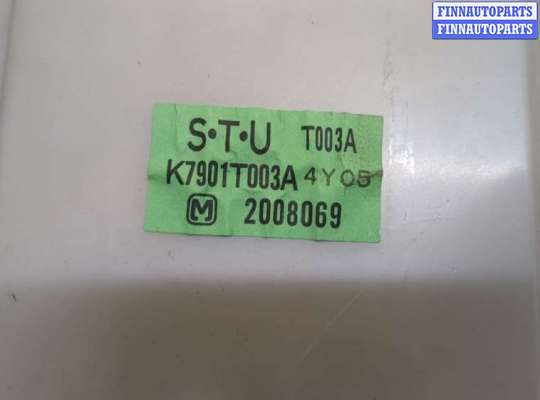 FINNAUTOPARTS
FINNAUTOPARTS
S·T·U T003A
K7901T003A 4Y05
M 2008069